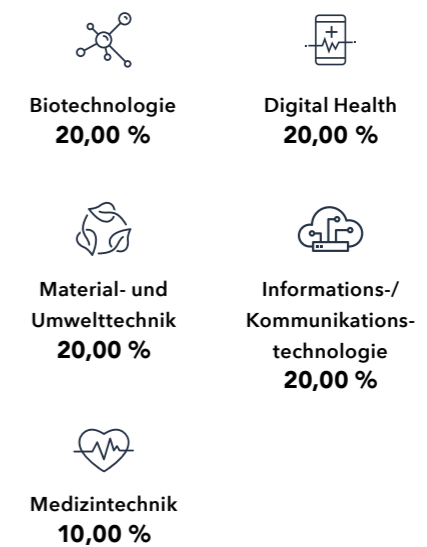 Biotechnologie
20,00 %
Digital Health
20,00 %
Material- und
Umwelttechnik
20,00 %
Informations-/
Kommunikations-
technologie
20,00 %
Medizintechnik
10,00 %